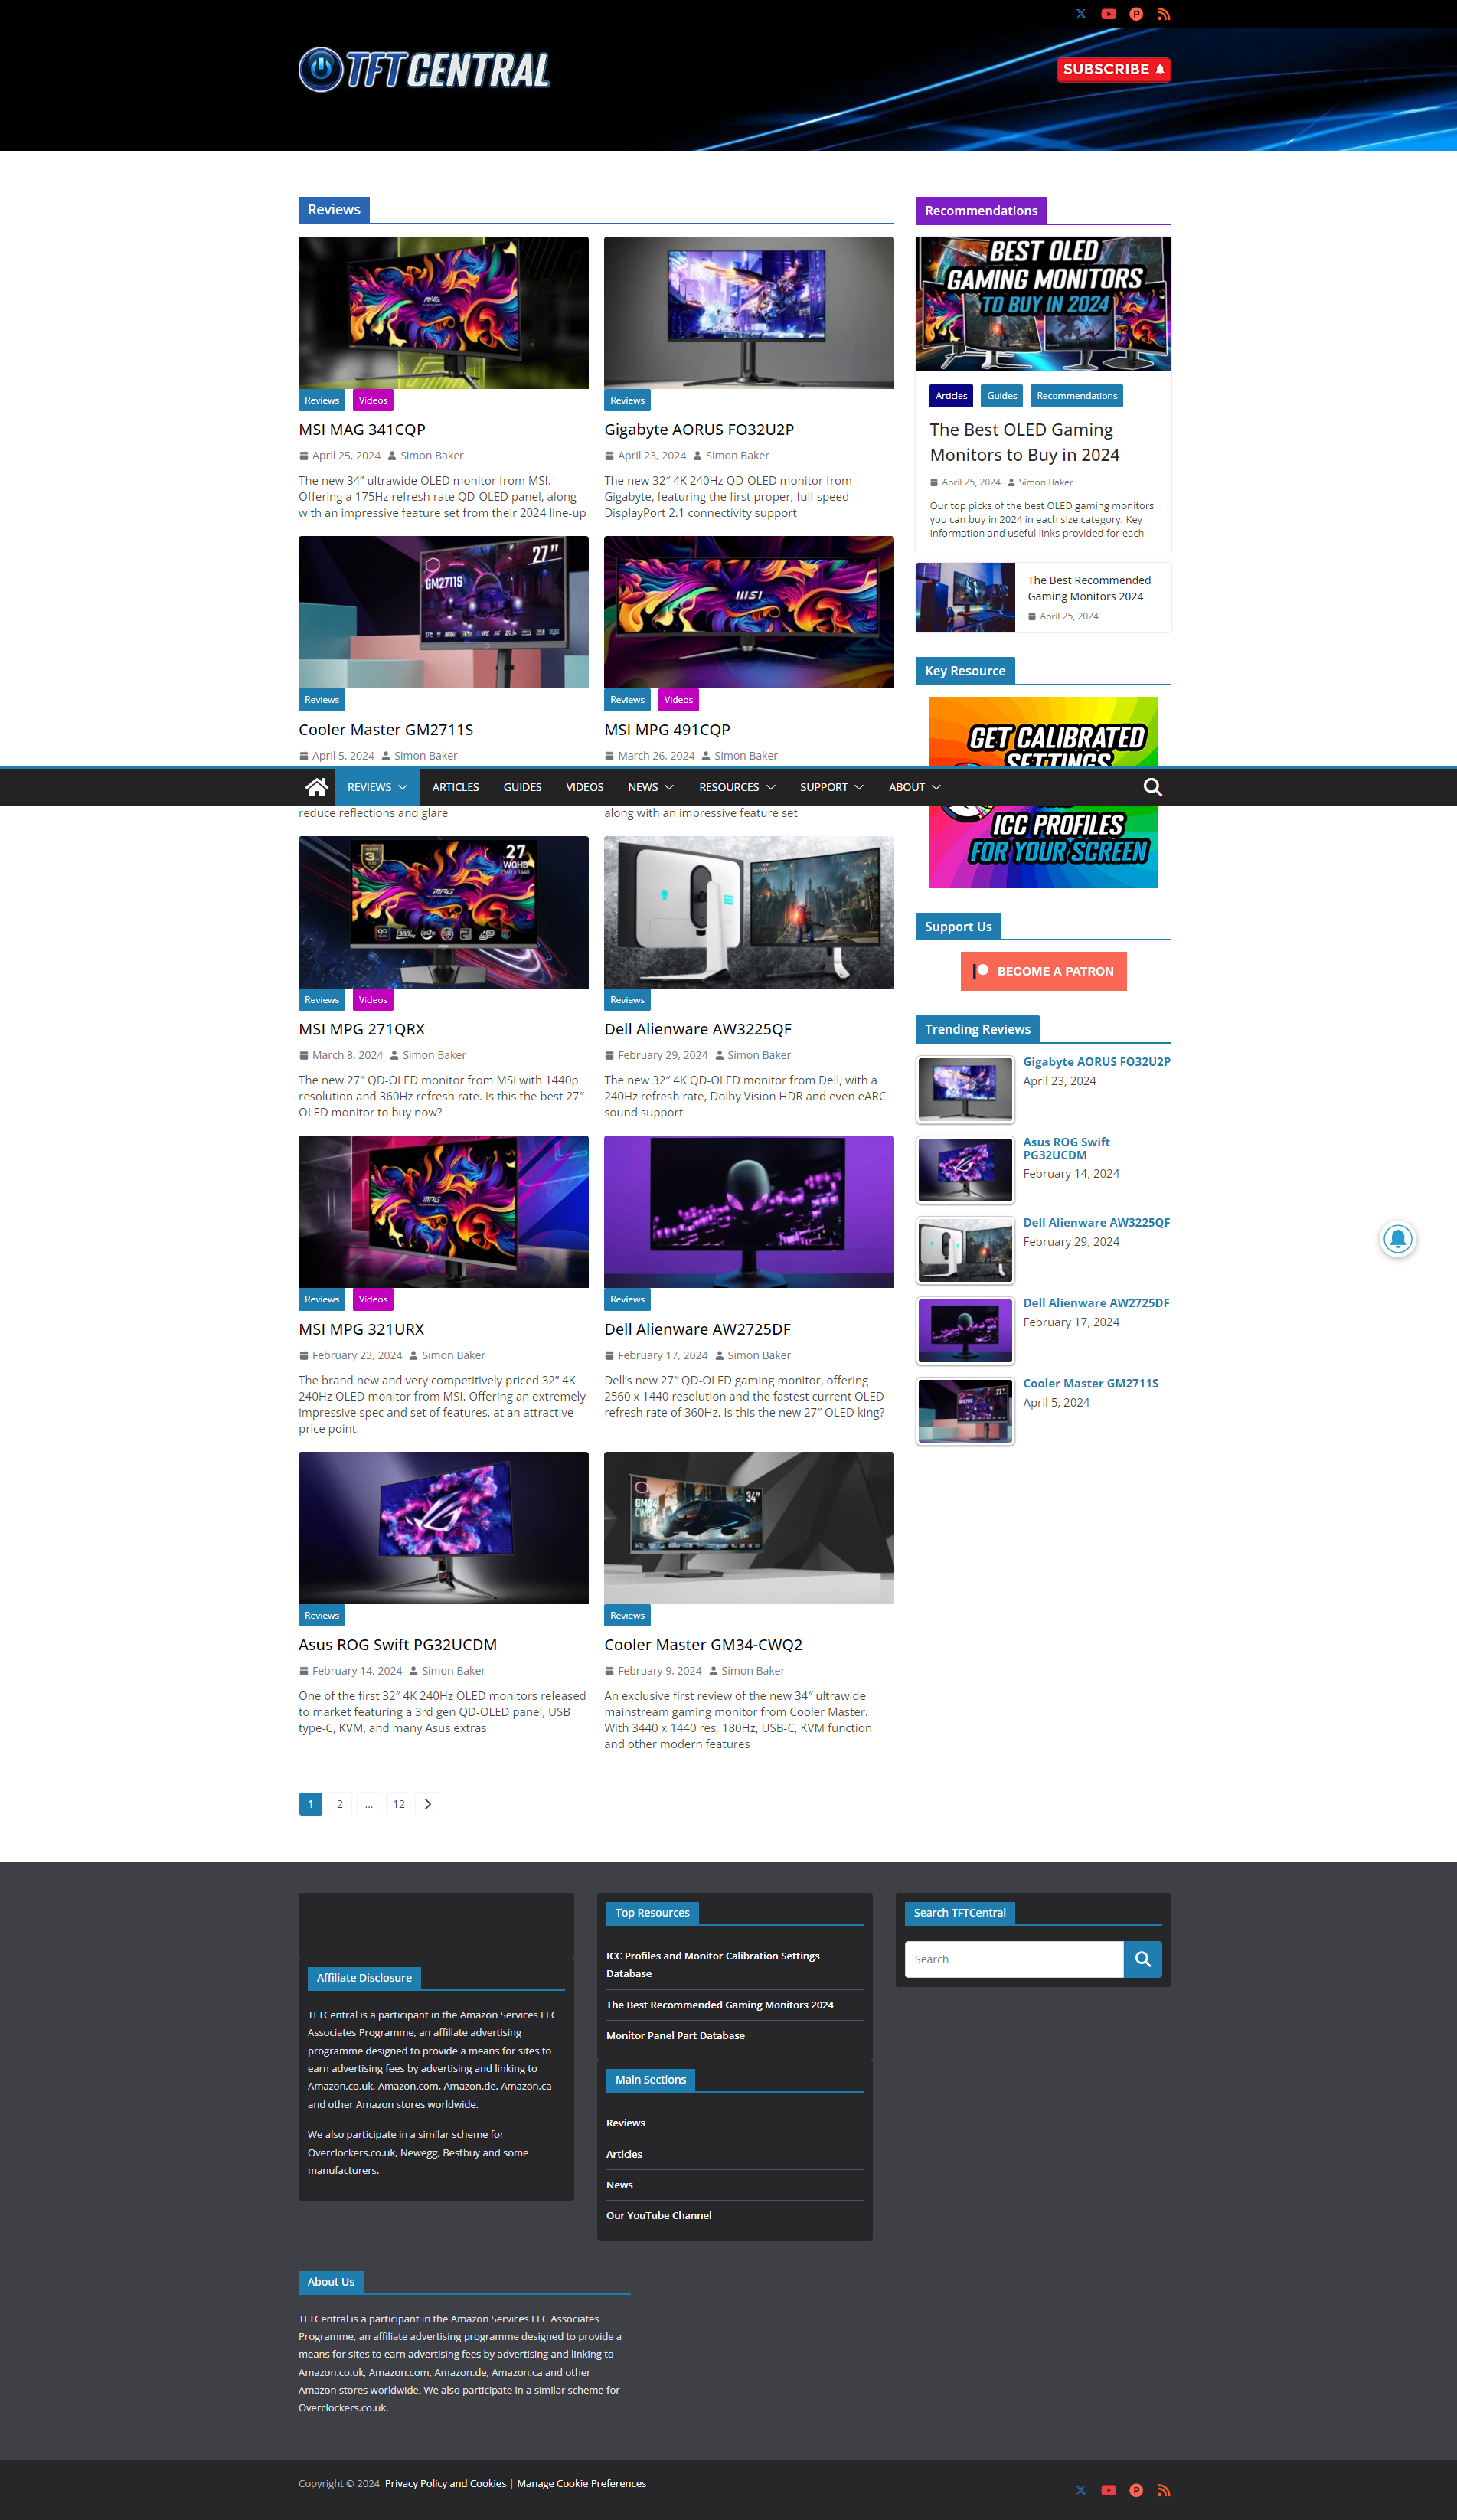 TFTCENTRAL
SUBSCRIBE
Reviews
Reviews Videos
MSI MAG 341CQP
April 25, 2024 Simon Baker
The new 34” ultrawide OLED monitor from MSI.
Offering a 175Hz refresh rate QD-OLED panel, along
with an impressive feature set from their 2024 line-up
Reviews
Gigabyte AORUS FO32U2P
April 23, 2024 Simon Baker
The new 32″ 4K 240Hz QD-OLED monitor from
Gigabyte, featuring the first proper, full-speed
DisplayPort 2.1 connectivity support
GM2711S
27"
Reviews
Cooler Master GM2711S
April 5, 2024 Simon Baker
msi
Reviews Videos
MSI MPG 491CQP
March 26, 2024 Simon Baker
REVIEWS ARTICLES GUIDES VIDEOS NEWS RESOURCES SUPPORT ABOUT
reduce reflections and glare
along with an impressive feature set
27
WQHD
Reviews Videos
MSI MPG 271QRX
March 8, 2024 Simon Baker
The new 27″ QD-OLED monitor from MSI with 1440p
resolution and 360Hz refresh rate. Is this the best 27″
OLED monitor to buy now?
Reviews
Dell Alienware AW3225QF
February 29, 2024 Simon Baker
The new 32″ 4K QD-OLED monitor from Dell, with a
240Hz refresh rate, Dolby Vision HDR and even eARC
sound support
Reviews Videos
MSI MPG 321URX
February 23, 2024 Simon Baker
The brand new and very competitively priced 32” 4K
240Hz OLED monitor from MSI. Offering an extremely
impressive spec and set of features, at an attractive
price point.
Reviews
Dell Alienware AW2725DF
February 17, 2024 Simon Baker
Dell’s new 27″ QD-OLED gaming monitor, offering
2560 x 1440 resolution and the fastest current OLED
refresh rate of 360Hz. Is this the new 27″ OLED king?
Reviews
Asus ROG Swift PG32UCDM
February 14, 2024 Simon Baker
One of the first 32″ 4K 240Hz OLED monitors released
to market featuring a 3rd gen QD-OLED panel, USB
type-C, KVM, and many Asus extras
GM34
CWQ2
34"
Reviews
Cooler Master GM34-CWQ2
February 9, 2024 Simon Baker
An exclusive first review of the new 34″ ultrawide
mainstream gaming monitor from Cooler Master.
With 3440 x 1440 res, 180Hz, USB-C, KVM function
and other modern features
1 2 … 12
Recommendations
BEST OLED
GAMING MONITORS
TO BUY IN 2024
Articles Guides Recommendations
The Best OLED Gaming
Monitors to Buy in 2024
April 25, 2024 Simon Baker
Our top picks of the best OLED gaming monitors
you can buy in 2024 in each size category. Key
information and useful links provided for each
The Best Recommended
Gaming Monitors 2024
April 25, 2024
Key Resource
GET CALIBRATED
SETTINGS
ICC PROFILES
FOR YOUR SCREEN
Support Us
BECOME A PATRON
Trending Reviews
Gigabyte AORUS FO32U2P
April 23, 2024
Asus ROG Swift
PG32UCDM
February 14, 2024
Dell Alienware AW3225QF
February 29, 2024
Dell Alienware AW2725DF
February 17, 2024
Cooler Master GM2711S
April 5, 2024
Affiliate Disclosure
TFTCentral is a participant in the Amazon Services LLC
Associates Programme, an affiliate advertising
programme designed to provide a means for sites to
earn advertising fees by advertising and linking to
Amazon.co.uk, Amazon.com, Amazon.de, Amazon.ca
and other Amazon stores worldwide.
We also participate in a similar scheme for
Overclockers.co.uk, Newegg, Bestbuy and some
manufacturers.
Top Resources
ICC Profiles and Monitor Calibration Settings
Database
The Best Recommended Gaming Monitors 2024
Monitor Panel Part Database
Main Sections
Reviews
Articles
News
Our YouTube Channel
Search TFTCentral
Search
About Us
TFTCentral is a participant in the Amazon Services LLC Associates
Programme, an affiliate advertising programme designed to provide a
means for sites to earn advertising fees by advertising and linking to
Amazon.co.uk, Amazon.com, Amazon.de, Amazon.ca and other
Amazon stores worldwide. We also participate in a similar scheme for
Overclockers.co.uk.
Copyright © 2024 Privacy Policy and Cookies | Manage Cookie Preferences